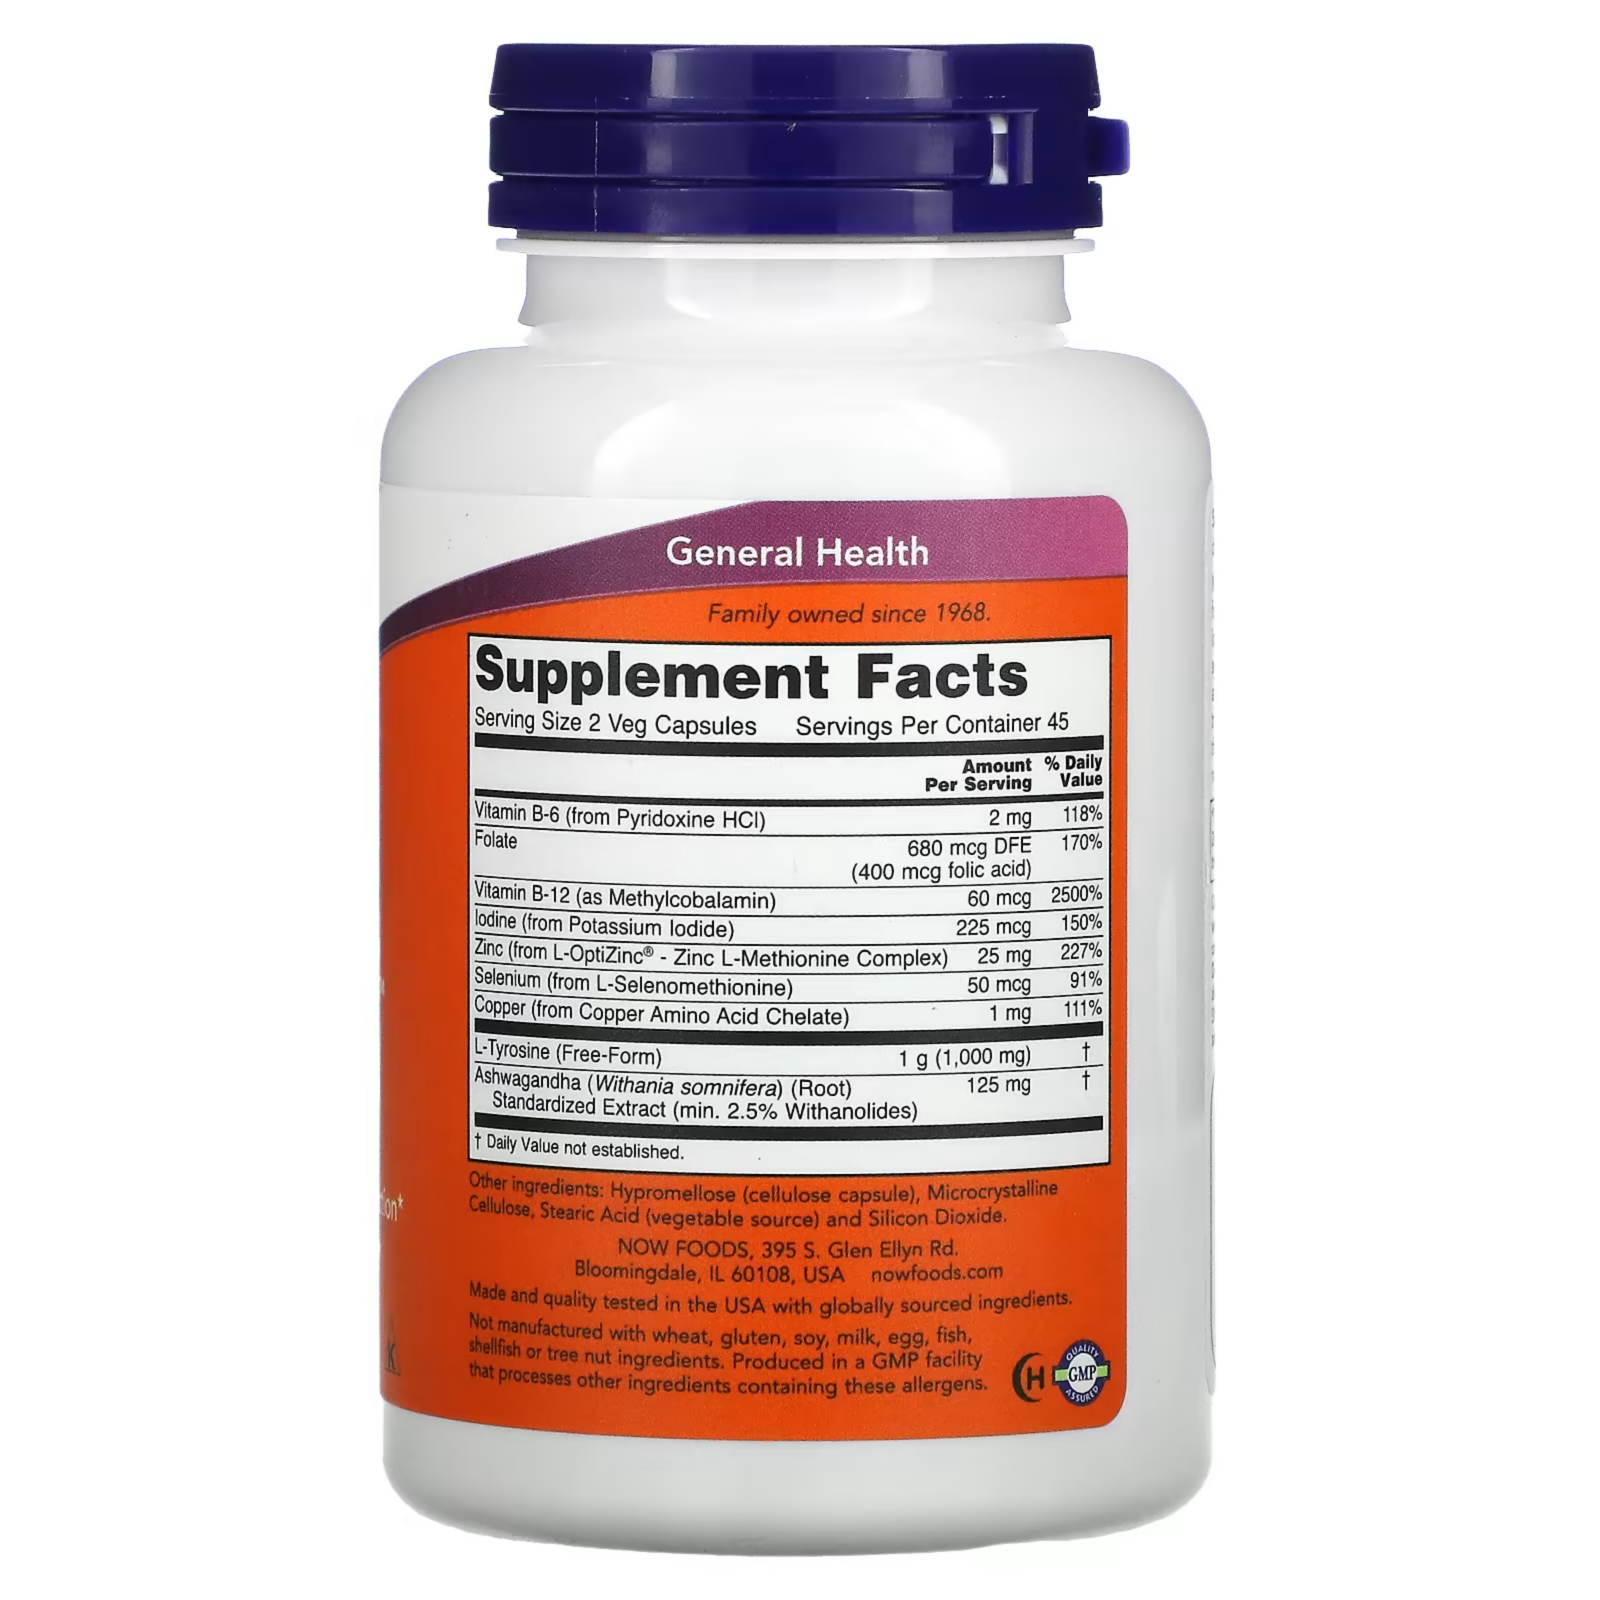 General Health
Family owned since 1968.
Supplement Facts
Serving Size 2 Veg Capsules Servings Per Container 45
Amount Per Serving % Daily Value
Vitamin B-6 (from Pyridoxine HCl) 2 mg 118%
Folate 680 mcg DFE 170%
(400 mcg folic acid)
Vitamin B-12 (as Methylcobalamin) 60 mcg 2500%
Iodine (from Potassium Iodide) 225 mcg 150%
Zinc (from L-OptiZinc® - Zinc L-Methionine Complex) 25 mg 227%
Selenium (from L-Selenomethionine) 50 mcg 91%
Copper (from Copper Amino Acid Chelate) 1 mg 111%
L-Tyrosine (Free-Form) 1 g (1,000 mg) †
Ashwagandha (Withania somnifera) (Root) 125 mg †
Standardized Extract (min. 2.5% Withanolides)
† Daily Value not established.
Other ingredients: Hypromellose (cellulose capsule), Microcrystalline
Cellulose, Stearic Acid (vegetable source) and Silicon Dioxide.
NOW FOODS, 395 S. Glen Ellyn Rd.
Bloomingdale, IL 60108, USA nowfoods.com
Made and quality tested in the USA with globally sourced ingredients.
Not manufactured with wheat, gluten, soy, milk, egg, fish,
shellfish or tree nut ingredients. Produced in a GMP facility
that processes other ingredients containing these allergens.
H
QUALITY
GMP
ASSURED
K